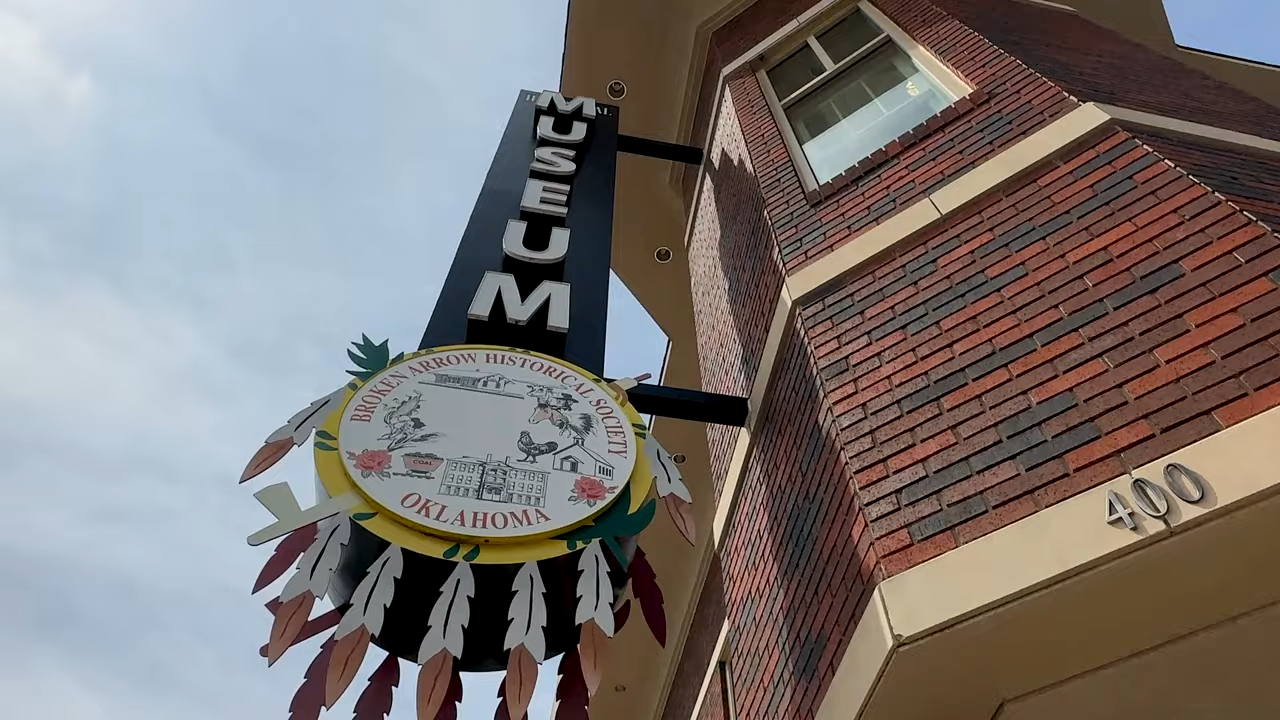 MUSEUM
BROKEN ARROW HISTORICAL SOCIETY
COAL
OKLAHOMA
400